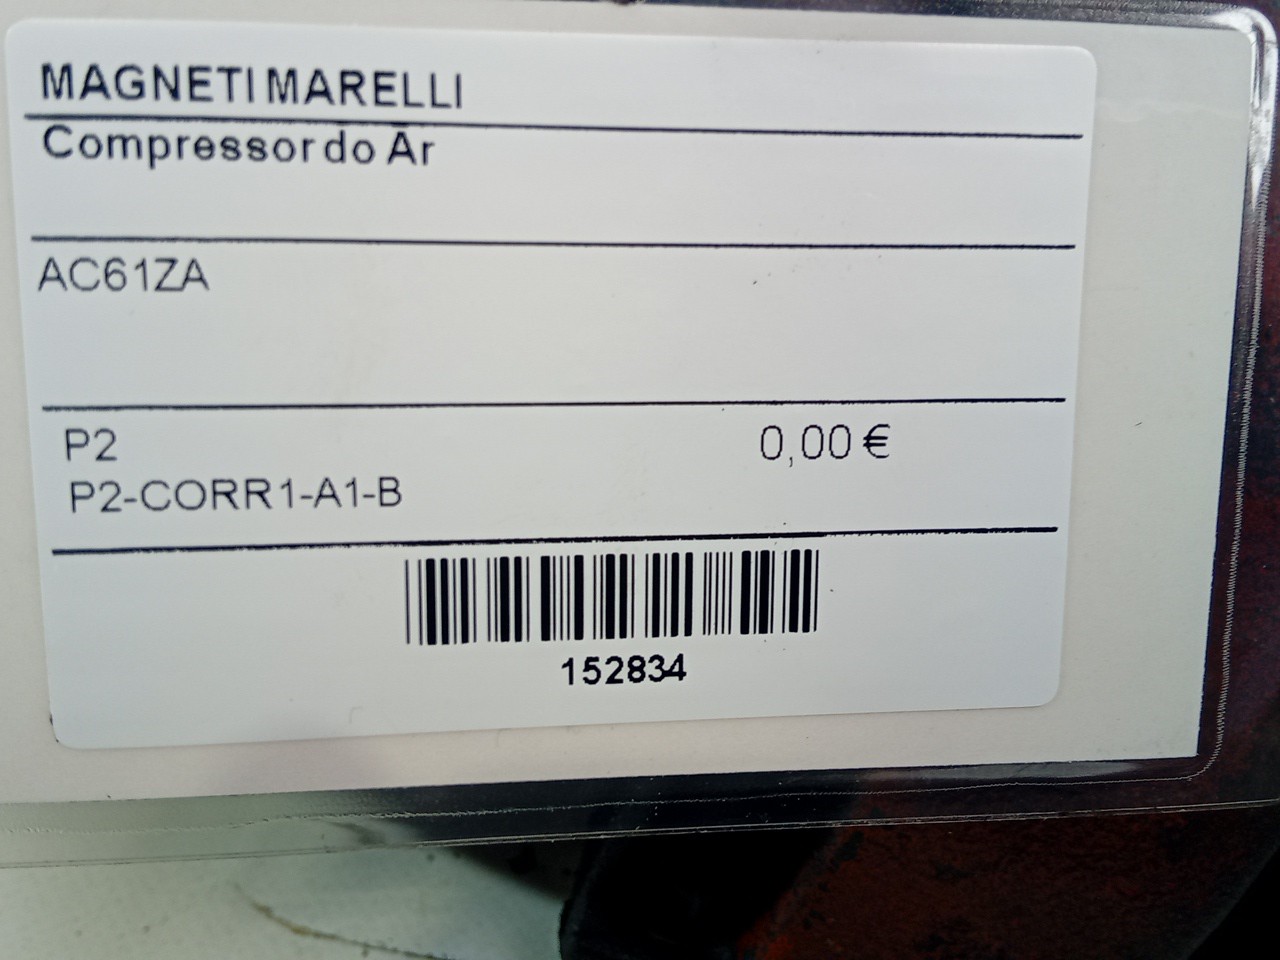 MAGNETI MARELLI
Compressor do Ar
AC61ZA
P2 0,00 €
P2-CORR1-A1-B
152834